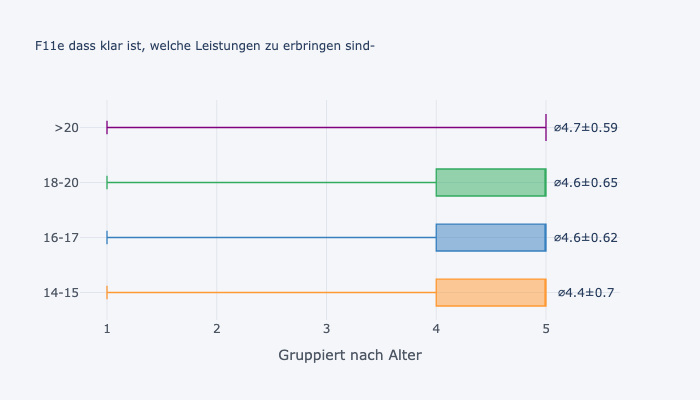 F11e dass klar ist, welche Leistungen zu erbringen sind-
>20
⌀4.7±0.59
18-20
⌀4.6±0.65
16-17
⌀4.6±0.62
14-15
⌀4.4±0.7
1 2 3 4 5
Gruppiert nach Alter